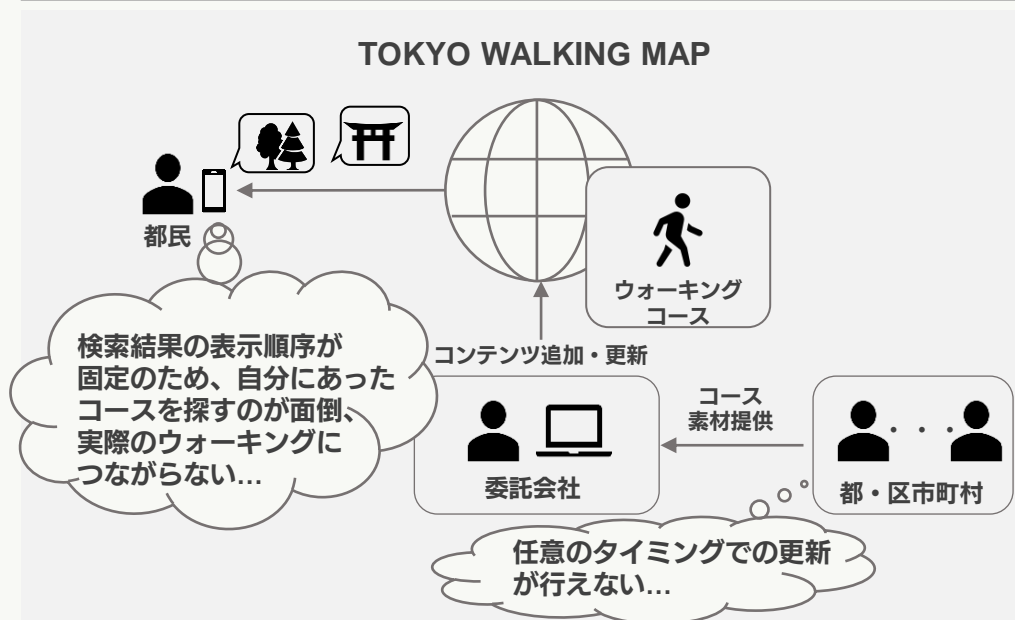 TOKYO WALKING MAP
都民
ウォーキング
コース
検索結果の表示順序が
固定のため、自分にあった
コースを探すのが面倒、
実際のウォーキングに
つながらない…
コンテンツ追加・更新
コース
素材提供
委託会社
・・・
都・区市町村
任意のタイミングでの更新
が行えない…